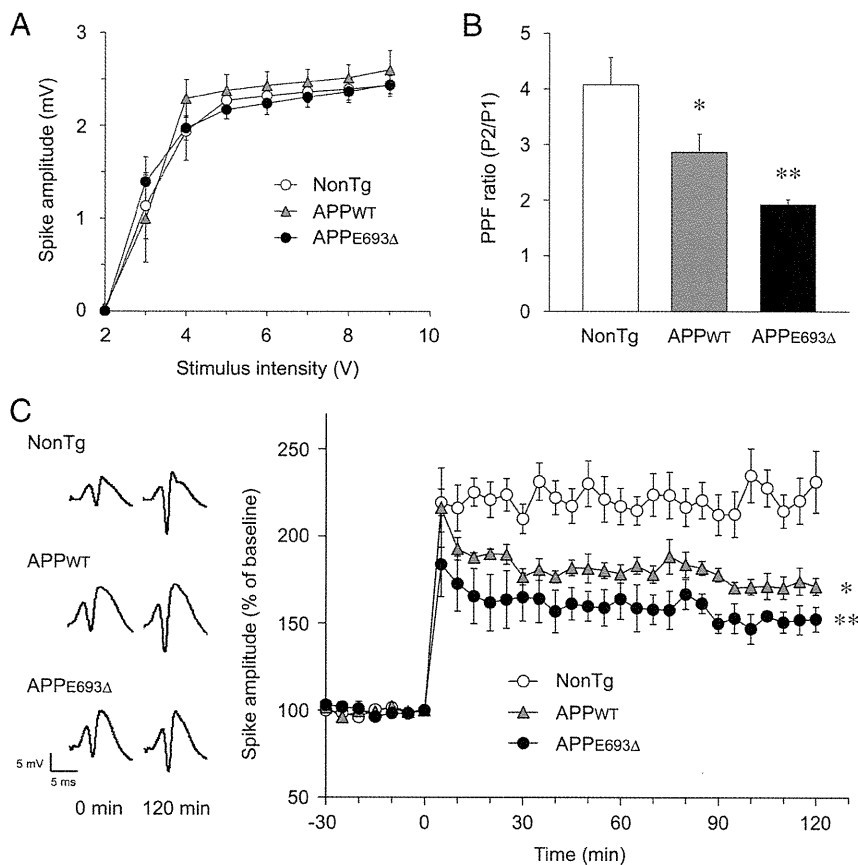 A
Spike amplitude (mV)
3
2
1
0
2
4
6
8
10
Stimulus intensity (V)
NonTg
APPWT
APPE693Δ
B
PPF ratio (P2/P1)
5
4
3
2
1
0
*
**
NonTg
APPWT
APPE693Δ
C
NonTg
APPWT
APPE693Δ
5 mV
5 ms
0 min
120 min
Spike amplitude (% of baseline)
250
200
150
100
50
-30
0
30
60
90
120
Time (min)
*
**
NonTg
APPWT
APPE693Δ